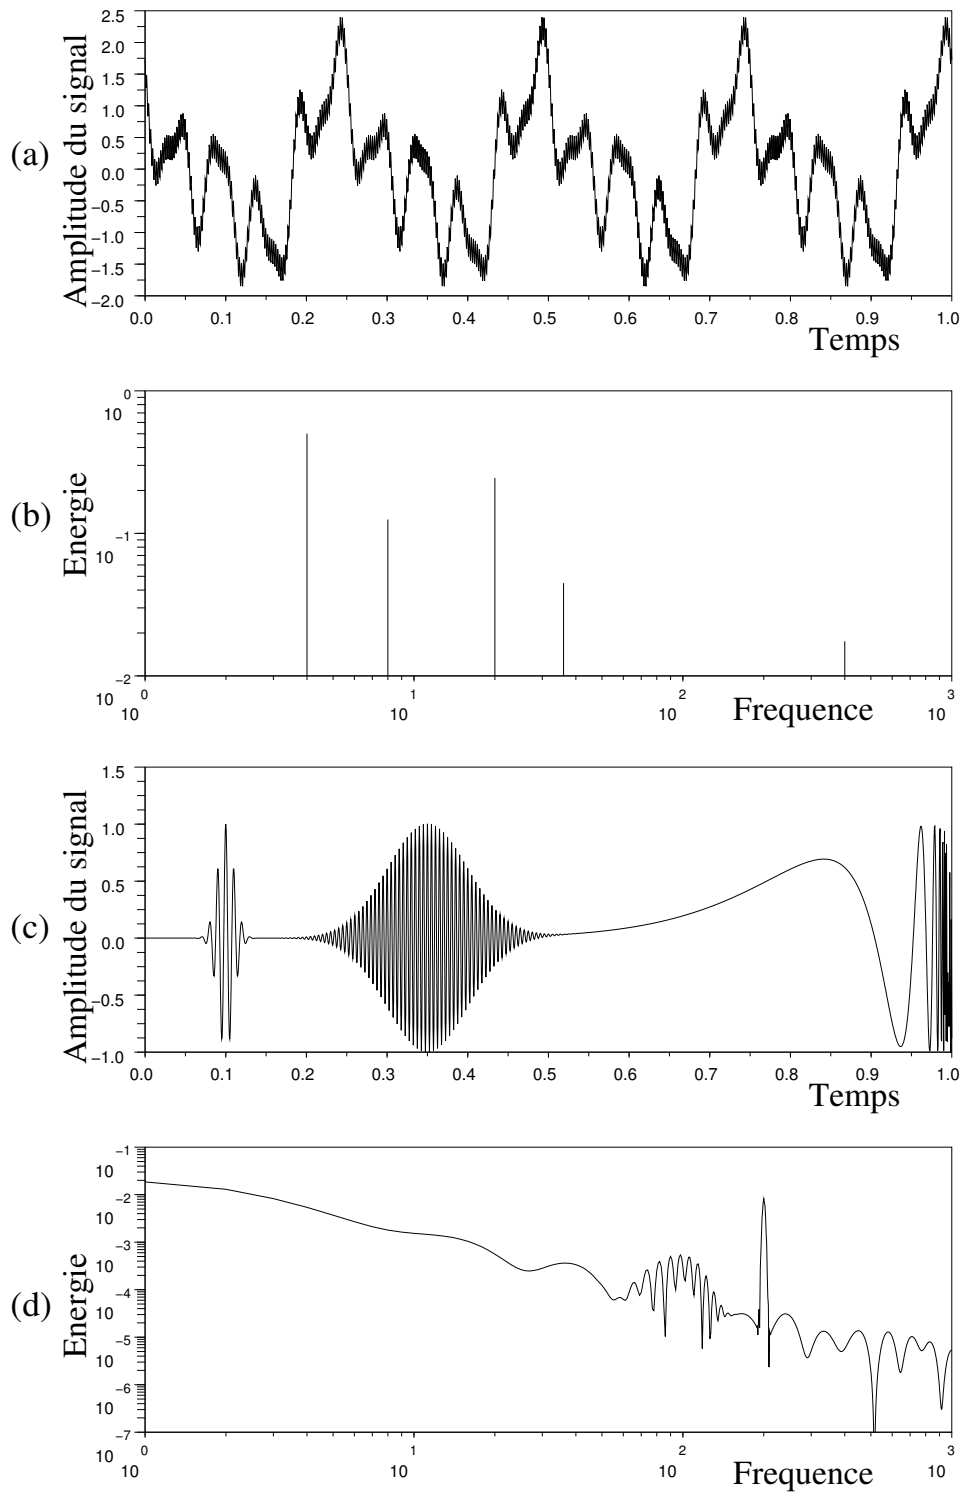 (a)
Amplitude du signal
2.5
2.0
1.5
1.0
0.5
0.0
−0.5
−1.0
−1.5
−2.0
0.0 0.1 0.2 0.3 0.4 0.5 0.6 0.7 0.8 0.9 1.0
Temps
(b)
Energie
10^0
10^−1
10^−2
10^0 10^1 10^2 10^3
Frequence
(c)
Amplitude du signal
1.5
1.0
0.5
0.0
−0.5
−1.0
0.0 0.1 0.2 0.3 0.4 0.5 0.6 0.7 0.8 0.9 1.0
Temps
(d)
Energie
10^−1
10^−2
10^−3
10^−4
10^−5
10^−6
10^−7
10^0 10^1 10^2 10^3
Frequence